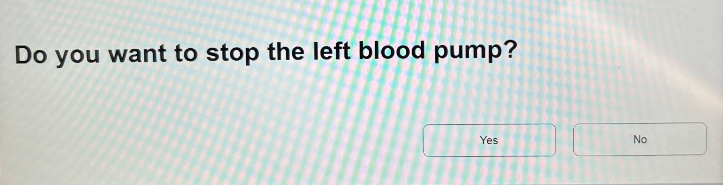 Do you want to stop the left blood pump?
Yes No